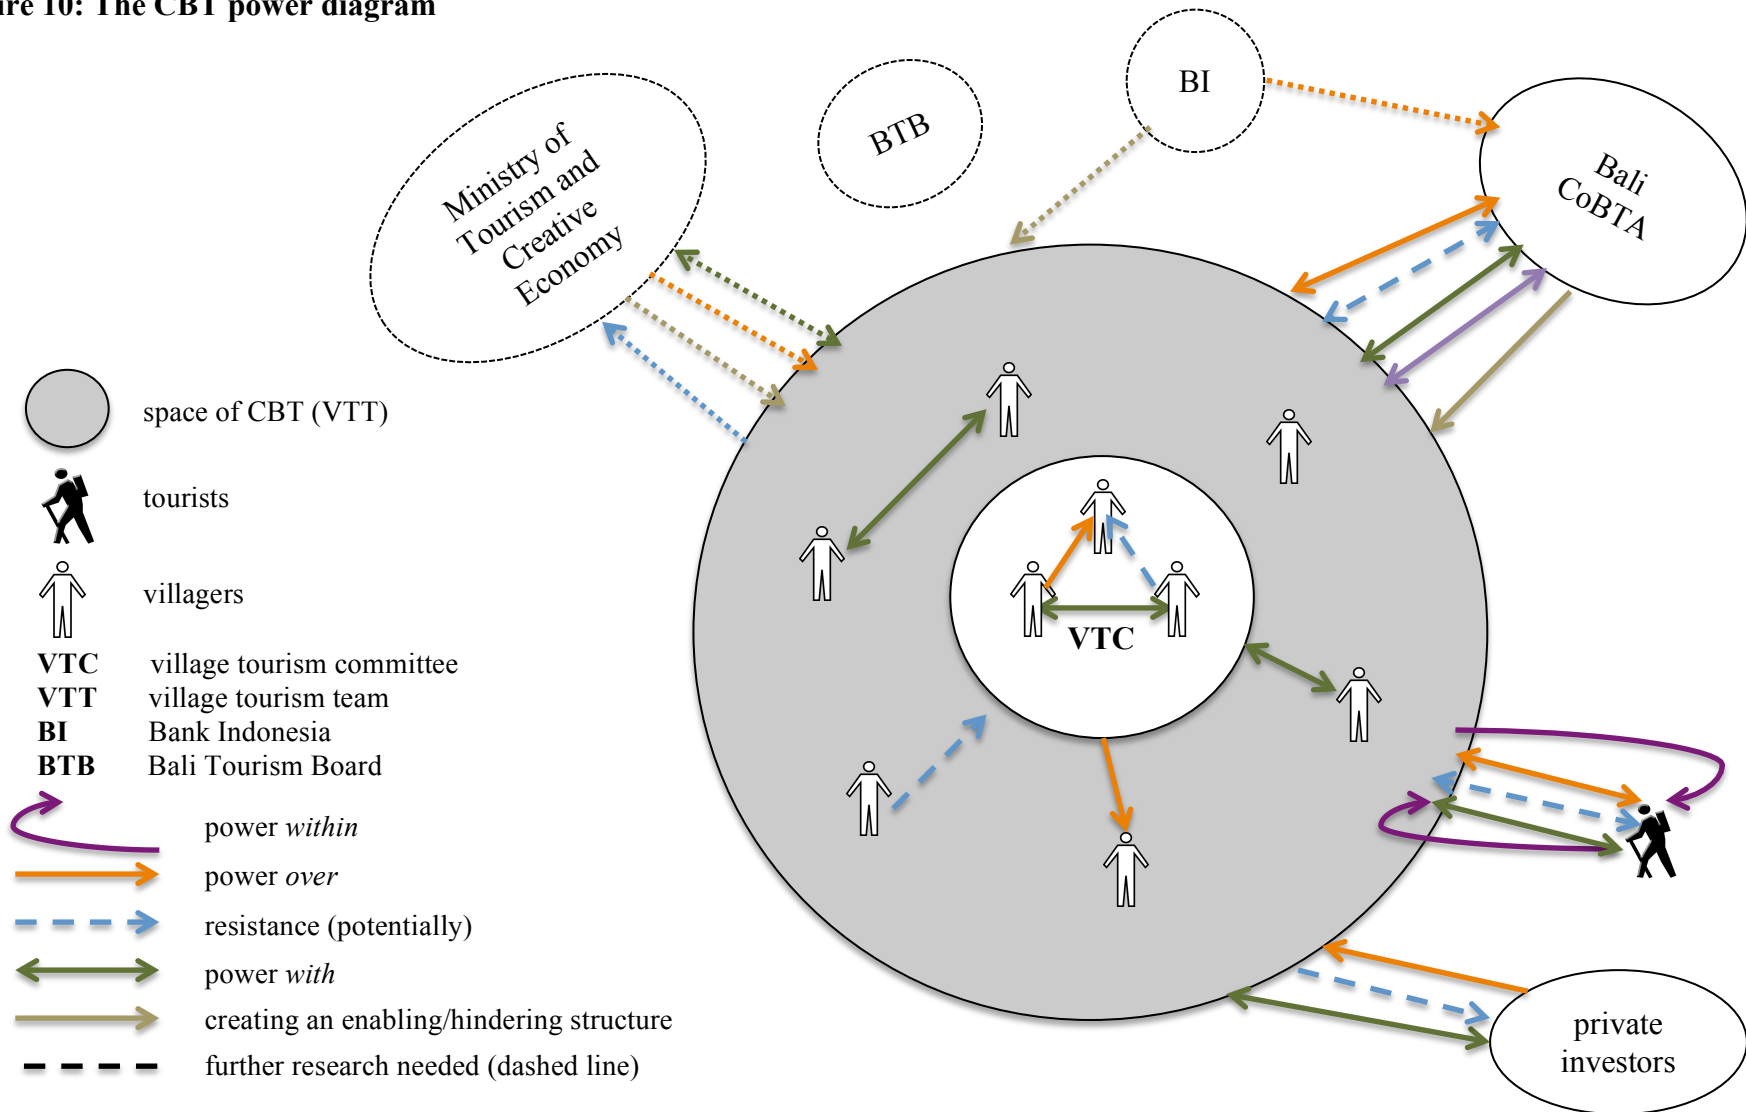 ire 10: The CBT power diagram
BI
BTB
Ministry of
Tourism and
Creative
Economy
Bali
CoBTA
space of CBT (VTT)
tourists
villagers
VTC
VTC village tourism committee
VTT village tourism team
BI Bank Indonesia
BTB Bali Tourism Board
power within
power over
resistance (potentially)
power with
creating an enabling/hindering structure
further research needed (dashed line)
private
investors